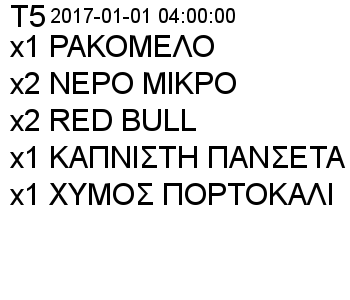 T5 2017-01-01 04:00:00
x1 ΡΑΚΟΜΕΛΟ
x2 ΝΕΡΟ ΜΙΚΡΟ
x2 RED BULL
x1 ΚΑΠΝΙΣΤΗ ΠΑΝΣΕΤΑ
x1 ΧΥΜΟΣ ΠΟΡΤΟΚΑΛΙ